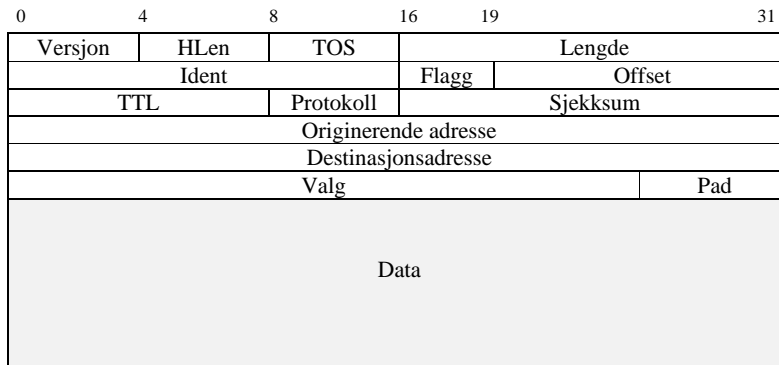 0 4 8 16 19 31
Versjon HLen TOS Lengde
Ident Flagg Offset
TTL Protokoll Sjekksum
Originerende adresse
Destinasjonsadresse
Valg Pad
Data